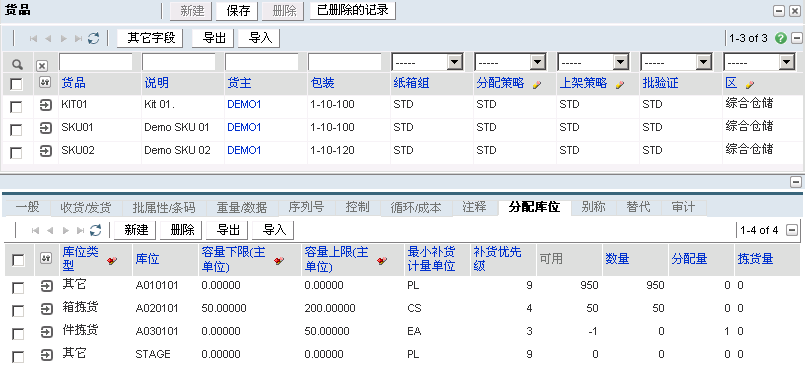 货品 新建 保存 删除 已删除的记录
其它字段 导出 导入 1-3 of 3
----- ----- ----- ----- -----
货品 说明 货主 包装 纸箱组 分配策略 上架策略 批验证 区
KIT01 Kit 01. DEMO1 1-10-100 STD STD STD STD 综合仓储
SKU01 Demo SKU 01 DEMO1 1-10-100 STD STD STD STD 综合仓储
SKU02 Demo SKU 02 DEMO1 1-10-120 STD STD STD STD 综合仓储
一般 收货/发货 批属性/条码 重量/数据 序列号 控制 循环/成本 注释 分配库位 别称 替代 审计
新建 删除 导出 导入 1-4 of 4
库位类型 库位 容量下限(主单位) 容量上限(主单位) 最小补货计量单位 补货优先级 可用 数量 分配量 拣货量
其它 A010101 0.00000 0.00000 PL 9 950 950 0 0
箱拣货 A020101 50.00000 200.00000 CS 4 50 50 0 0
件拣货 A030101 0.00000 50.00000 EA 3 -1 0 1 0
其它 STAGE 0.00000 0.00000 PL 9 0 0 0 0